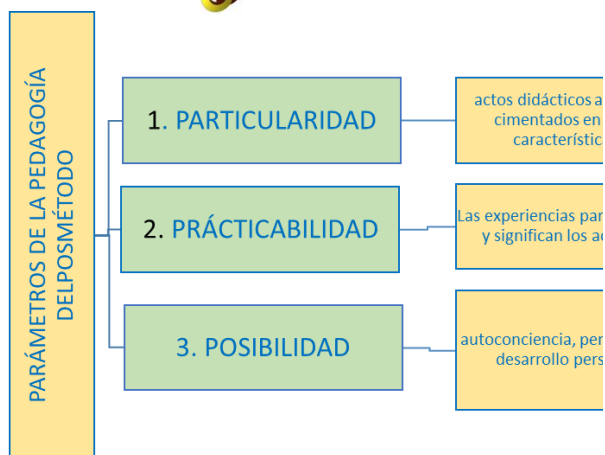 PARÁMETROS DE LA PEDAGOGÍA
DELPOSMÉTODO
1. PARTICULARIDAD
actos didácticos a
cimentados en
característica
2. PRÁCTICABILIDAD
Las experiencias par
y significan los ac
3. POSIBILIDAD
autoconciencia, per
desarrollo pers